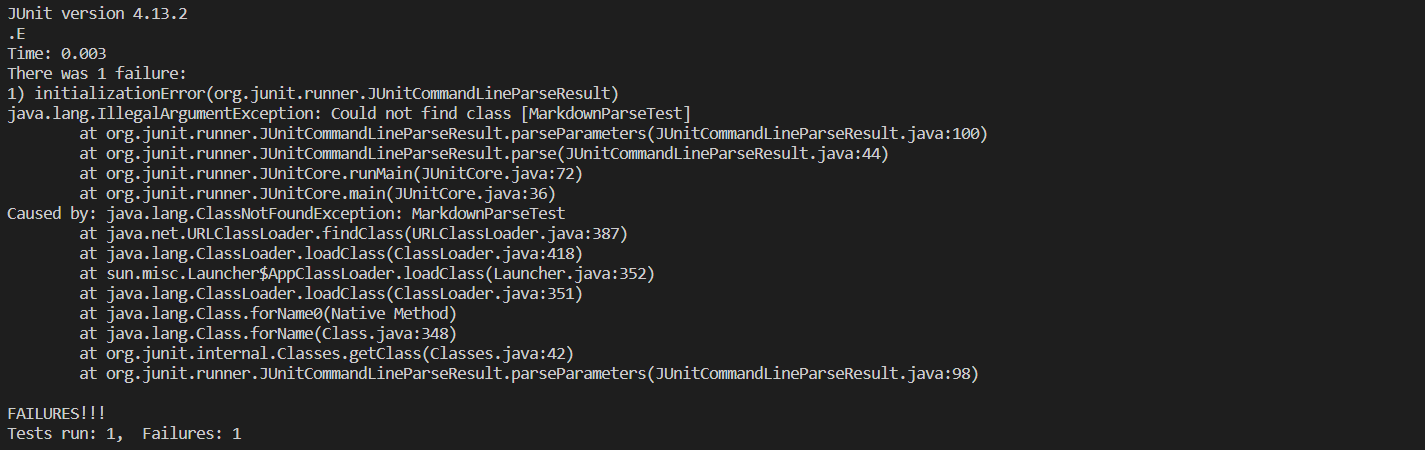 JUnit version 4.13.2
.E
Time: 0.003
There was 1 failure:
1) initializationError(org.junit.runner.JUnitCommandLineParseResult)
java.lang.IllegalArgumentException: Could not find class [MarkdownParseTest]
        at org.junit.runner.JUnitCommandLineParseResult.parseParameters(JUnitCommandLineParseResult.java:100)
        at org.junit.runner.JUnitCommandLineParseResult.parse(JUnitCommandLineParseResult.java:44)
        at org.junit.runner.JUnitCore.runMain(JUnitCore.java:72)
        at org.junit.runner.JUnitCore.main(JUnitCore.java:36)
Caused by: java.lang.ClassNotFoundException: MarkdownParseTest
        at java.net.URLClassLoader.findClass(URLClassLoader.java:387)
        at java.lang.ClassLoader.loadClass(ClassLoader.java:418)
        at sun.misc.Launcher$AppClassLoader.loadClass(Launcher.java:352)
        at java.lang.ClassLoader.loadClass(ClassLoader.java:351)
        at java.lang.Class.forName0(Native Method)
        at java.lang.Class.forName(Class.java:348)
        at org.junit.internal.Classes.getClass(Classes.java:42)
        at org.junit.runner.JUnitCommandLineParseResult.parseParameters(JUnitCommandLineParseResult.java:98)

FAILURES!!!
Tests run: 1,  Failures: 1